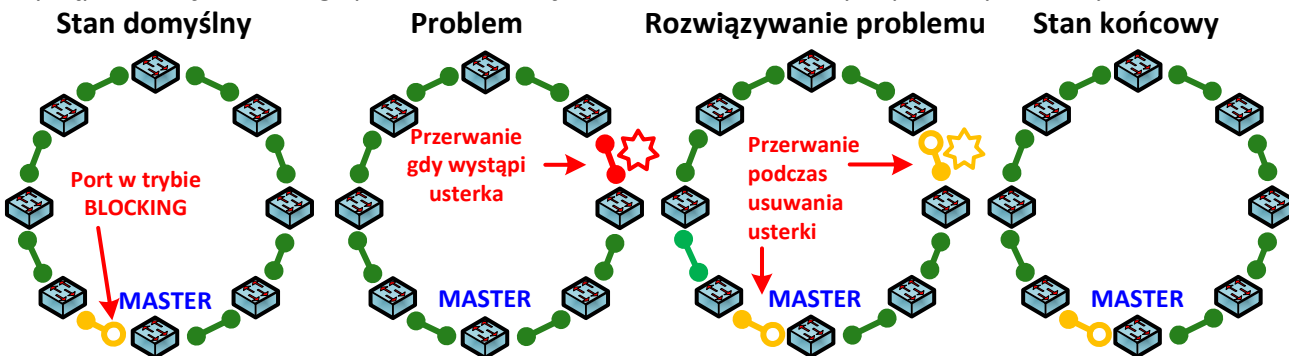 Stan domyślny
Problem
Rozwiązywanie problemu
Stan końcowy
Port w trybie
BLOCKING
MASTER
Przerwanie
gdy wystąpi
usterka
MASTER
Przerwanie
podczas
usuwania
usterki
MASTER
MASTER